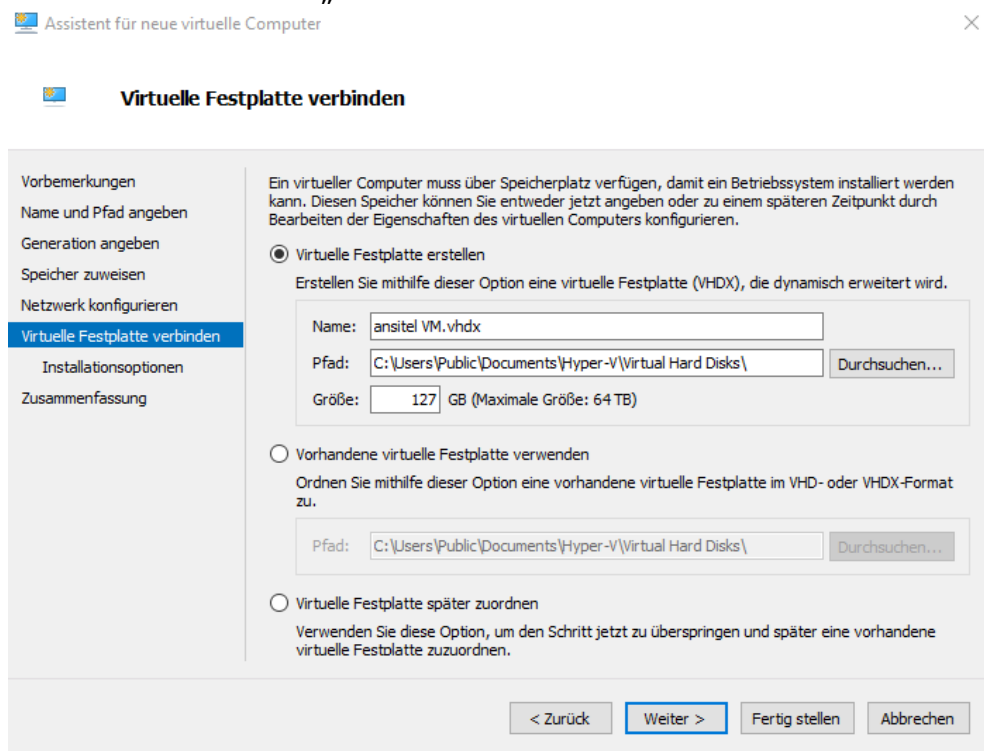 „
Assistent für neue virtuelle Computer
Virtuelle Festplatte verbinden
Vorbemerkungen
Name und Pfad angeben
Generation angeben
Speicher zuweisen
Netzwerk konfigurieren
Virtuelle Festplatte verbinden
Installationsoptionen
Zusammenfassung
Ein virtueller Computer muss über Speicherplatz verfügen, damit ein Betriebssystem installiert werden
kann. Diesen Speicher können Sie entweder jetzt angeben oder zu einem späteren Zeitpunkt durch
Bearbeiten der Eigenschaften des virtuellen Computers konfigurieren.
Virtuelle Festplatte erstellen
Erstellen Sie mithilfe dieser Option eine virtuelle Festplatte (VHDX), die dynamisch erweitert wird.
Name: ansitel VM.vhdx
Pfad: C:\Users\Public\Documents\Hyper-V\Virtual Hard Disks\ Durchsuchen...
Größe: 127 GB (Maximale Größe: 64 TB)
Vorhandene virtuelle Festplatte verwenden
Ordnen Sie mithilfe dieser Option eine vorhandene virtuelle Festplatte im VHD- oder VHDX-Format
zu.
Pfad: C:\Users\Public\Documents\Hyper-V\Virtual Hard Disks\ Durchsuchen...
Virtuelle Festplatte später zuordnen
Verwenden Sie diese Option, um den Schritt jetzt zu überspringen und später eine vorhandene
virtuelle Festplatte zuzuordnen.
< Zurück Weiter > Fertig stellen Abbrechen